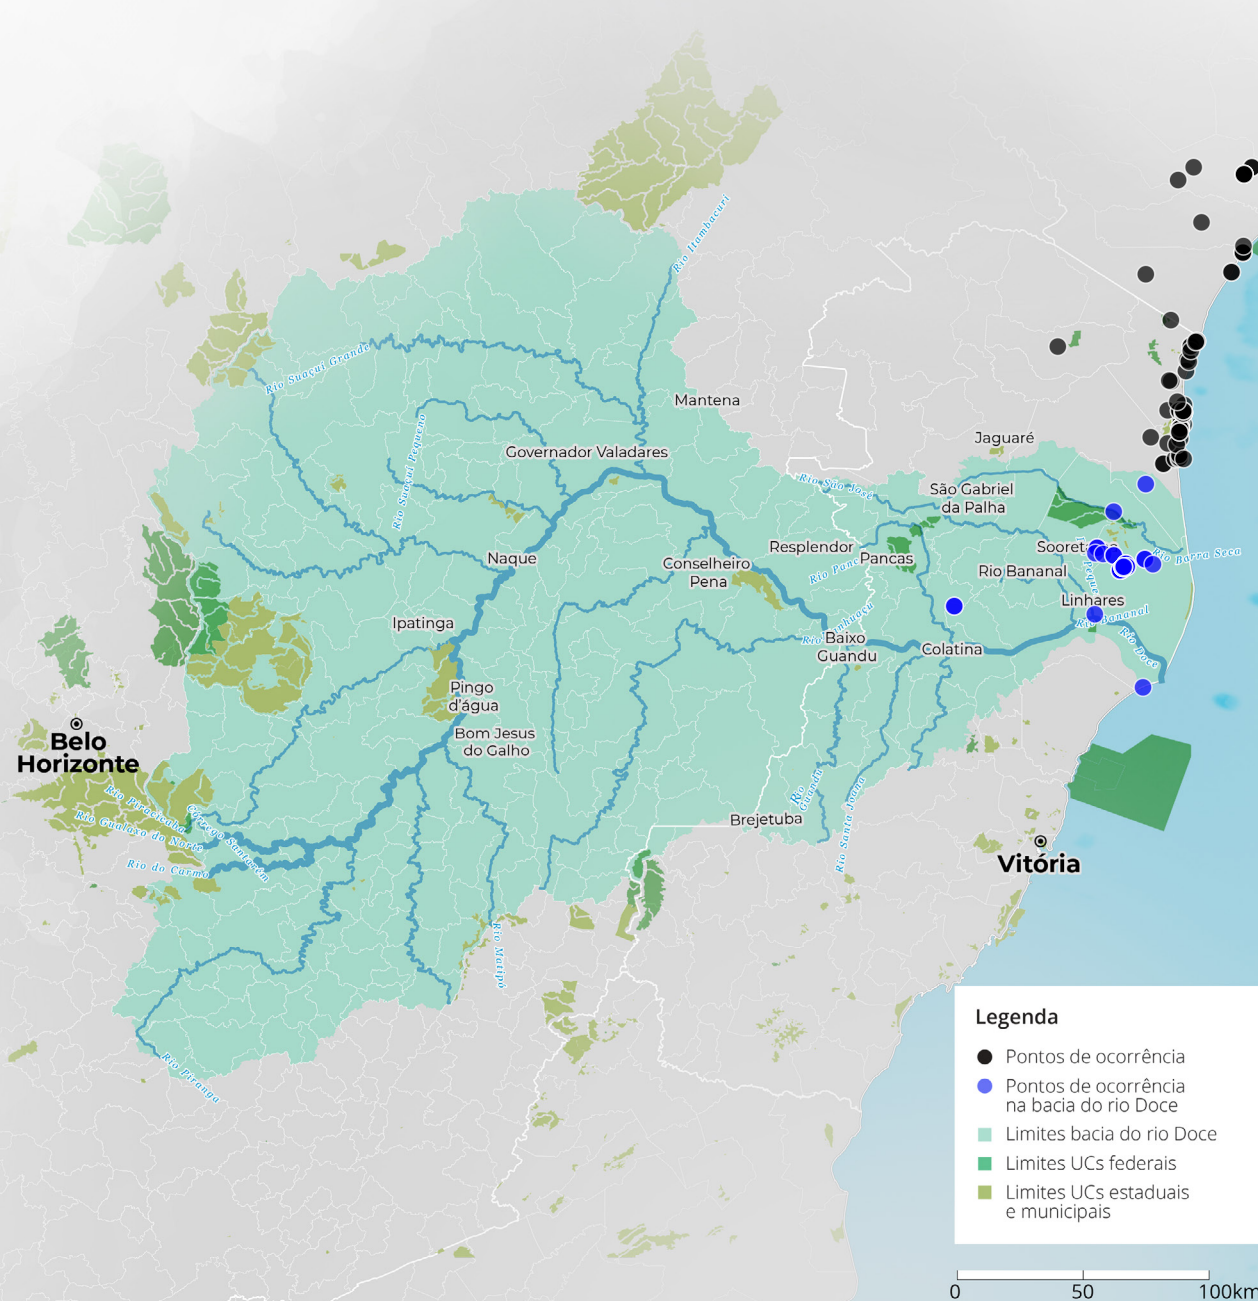 Rio Itambacuri
Rio Suaçuí Grande
Mantena
Rio Suaçuí Pequeno
Governador Valadares
Jaguaré
Rio São José
São Gabriel
da Palha
Naque
Conselheiro
Pena
Resplendor
Pancas
Rio Bananal
Rio Barra Seca
Linhares
Rio Bananal
Rio Doce
Ipatinga
Baixo
Guandu
Colatina
Pingo
d'água
Bom Jesus
do Galho
Belo
Horizonte
Rio Piracicaba
Rio Gualaxo do Norte
Córrego Santarém
Rio do Carmo
Rio
Guandu
Rio Santa Joana
Brejetuba
Vitória
Rio Matipó
Rio Piranga
Legenda
Pontos de ocorrência
Pontos de ocorrência
na bacia do rio Doce
Limites bacia do rio Doce
Limites UCs federais
Limites UCs estaduais
e municipais
0 50 100km